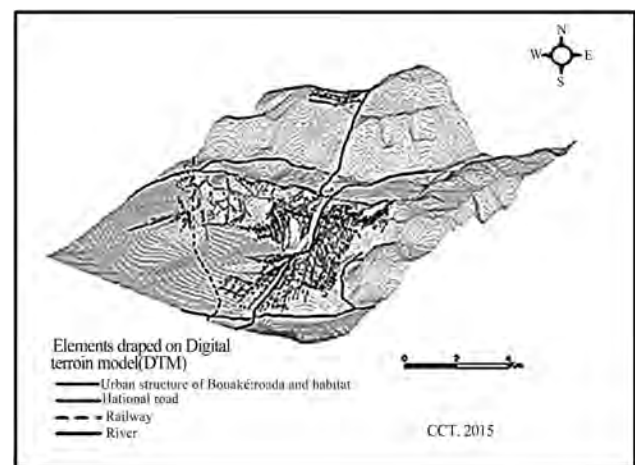 N
W E
S
Elements draped on Digital
terroin model(DTM)
Urban structure of Bouaké:roada and habitat
Hational road
Railway
River
0 2 4
CCT, 2015